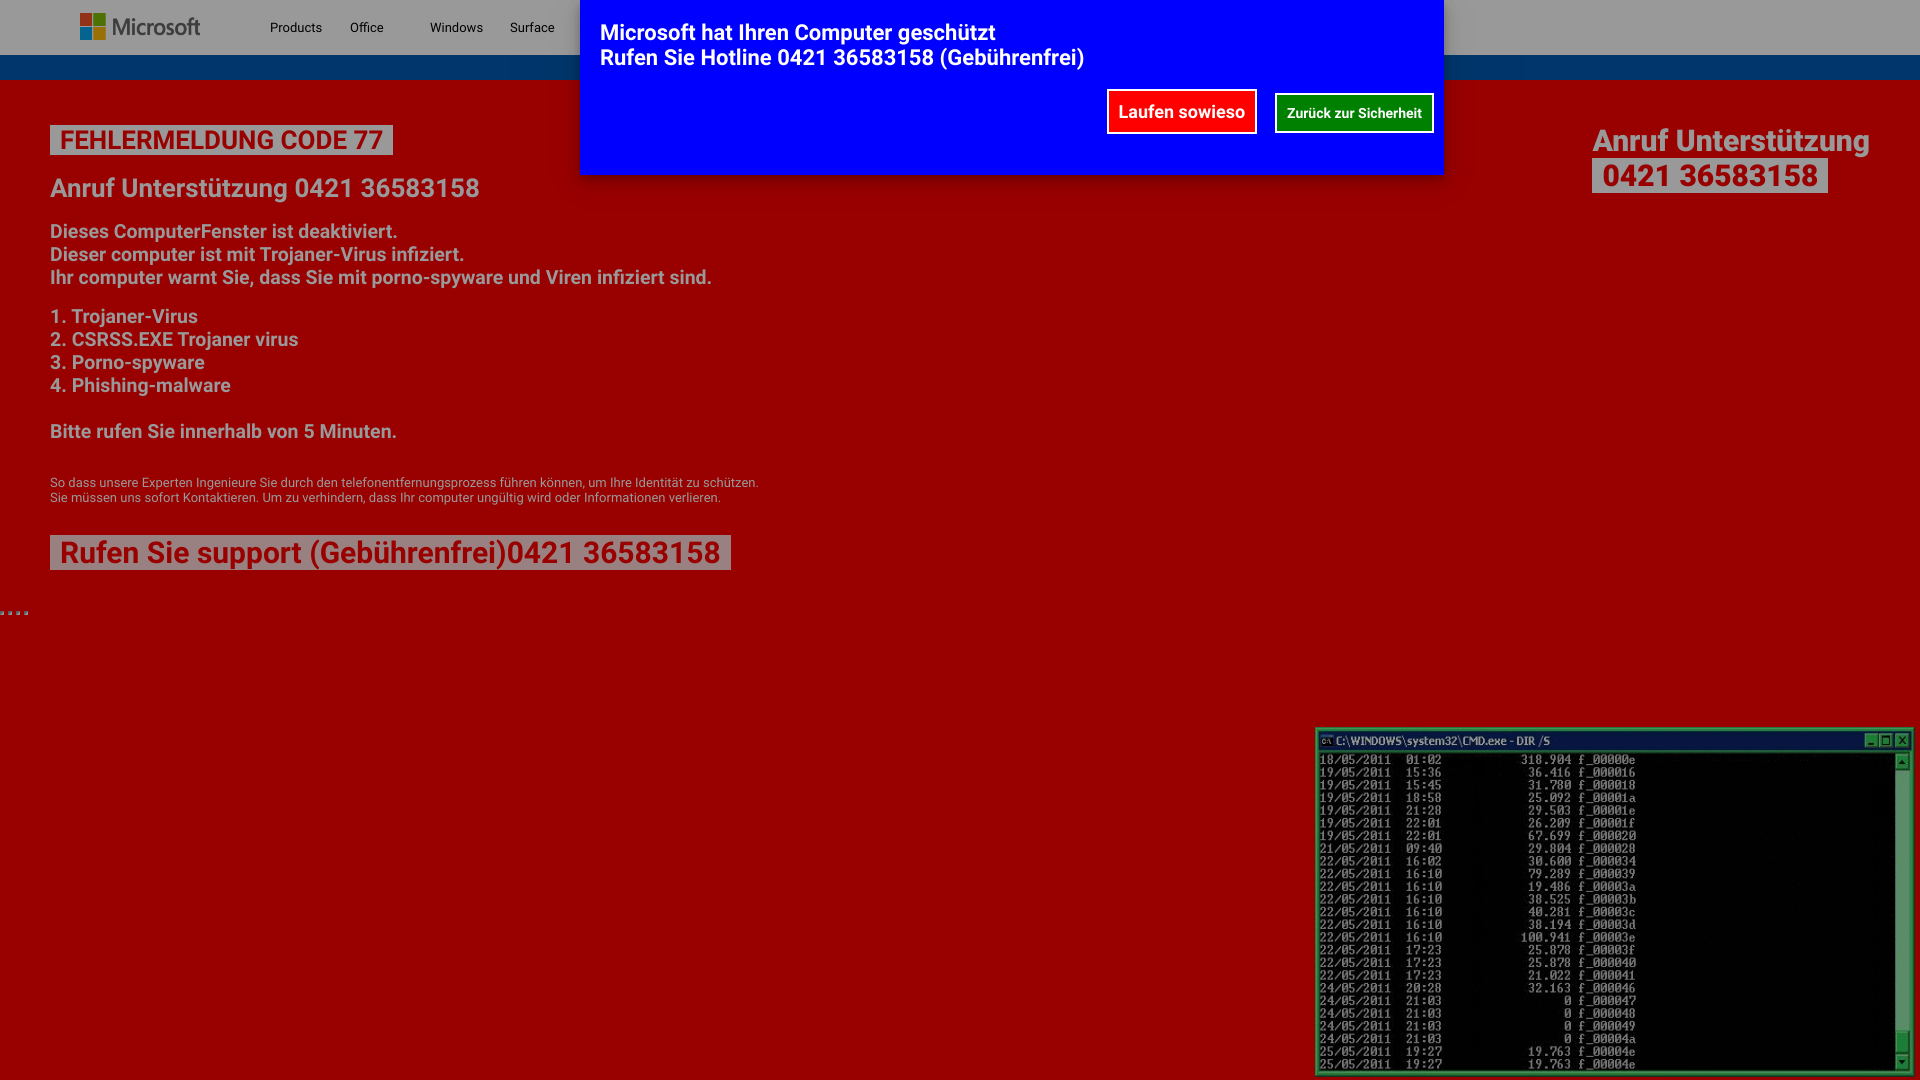 Microsoft
Products
Office
Windows
Surface
Microsoft hat Ihren Computer geschützt
Rufen Sie Hotline 0421 36583158 (Gebührenfrei)
Laufen sowieso
Zurück zur Sicherheit
FEHLERMELDUNG CODE 77
Anruf Unterstützung 0421 36583158
Dieses ComputerFenster ist deaktiviert.
Dieser computer ist mit Trojaner-Virus infiziert.
Ihr computer warnt Sie, dass Sie mit porno-spyware und Viren infiziert sind.
1. Trojaner-Virus
2. CSRSS.EXE Trojaner virus
3. Porno-spyware
4. Phishing-malware
Bitte rufen Sie innerhalb von 5 Minuten.
So dass unsere Experten Ingenieure Sie durch den telefonentfernungsprozess führen können, um Ihre Identität zu schützen.
Sie müssen uns sofort Kontaktieren. Um zu verhindern, dass Ihr computer ungültig wird oder Informationen verlieren.
Rufen Sie support (Gebührenfrei)0421 36583158
Anruf Unterstützung
0421 36583158
C:\WINDOWS\system32\CMD.exe - DIR /S
18/05/2011 01:02 318.904 f_00000e
19/05/2011 15:36 36.416 f_000016
19/05/2011 15:45 31.780 f_000018
19/05/2011 18:58 25.092 f_00001a
19/05/2011 21:28 29.503 f_00001e
19/05/2011 22:01 26.209 f_00001f
19/05/2011 22:01 67.699 f_000020
21/05/2011 09:40 29.804 f_000028
22/05/2011 16:02 30.600 f_000034
22/05/2011 16:10 79.289 f_000039
22/05/2011 16:10 19.486 f_00003a
22/05/2011 16:10 38.525 f_00003b
22/05/2011 16:10 40.281 f_00003c
22/05/2011 16:10 38.194 f_00003d
22/05/2011 16:10 100.941 f_00003e
22/05/2011 17:23 25.878 f_00003f
22/05/2011 17:23 25.878 f_000040
22/05/2011 17:23 21.022 f_000041
24/05/2011 20:28 32.163 f_000046
24/05/2011 21:03 0 f_000047
24/05/2011 21:03 0 f_000048
24/05/2011 21:03 0 f_000049
24/05/2011 21:03 0 f_00004a
25/05/2011 19:27 19.763 f_00004e
25/05/2011 19:27 19.763 f_00004e